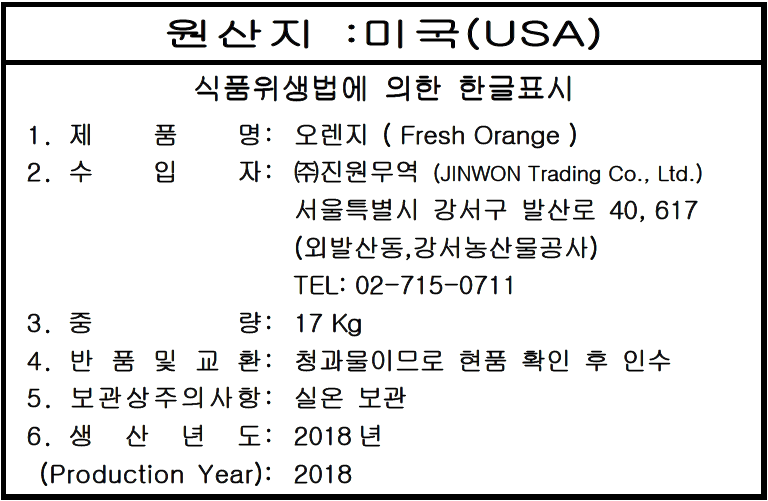 원산지 :미국(USA)
식품위생법에 의한 한글표시
1. 제 품 명: 오렌지 ( Fresh Orange )
2. 수 입 자: ㈜진원무역 (JINWON Trading Co., Ltd.)
서울특별시 강서구 발산로 40, 617
(외발산동,강서농산물공사)
TEL: 02-715-0711
3. 중 량: 17 Kg
4. 반 품 및 교 환: 청과물이므로 현품 확인 후 인수
5. 보관상주의사항: 실온 보관
6. 생 산 년 도: 2018년
(Production Year): 2018